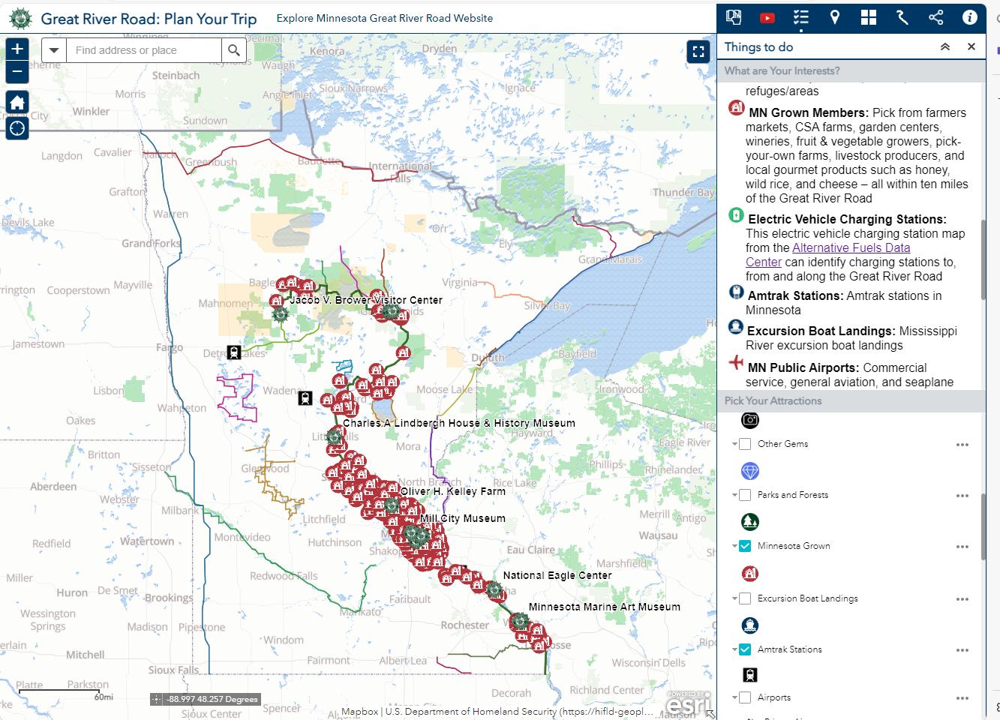 Great River Road: Plan Your Trip
Explore Minnesota Great River Road Website
Find address or place
Things to do
What are Your Interests?
refuges/areas
MN Grown Members: Pick from farmers
markets, CSA farms, garden centers,
wineries, fruit & vegetable growers, pick-
your-own farms, livestock producers, and
local gourmet products such as honey,
wild rice, and cheese – all within ten miles
of the Great River Road
Electric Vehicle Charging Stations:
This electric vehicle charging station map
from the Alternative Fuels Data
Center can identify charging stations to,
from and along the Great River Road
Amtrak Stations: Amtrak stations in
Minnesota
Excursion Boat Landings: Mississippi
River excursion boat landings
MN Public Airports: Commercial
service, general aviation, and seaplane
Pick Your Attractions
Other Gems
Parks and Forests
Minnesota Grown
Excursion Boat Landings
Amtrak Stations
Airports
Kenora
Dryden
Waugh
Steinbach
Sioux Narrows
Ignace
Morris
Angle Inlet
Winkler
Sundown
Langdon
Cavalier
Greenbush
Baudette
International
Falls
Grafton
Thunder Bay
Warren
Devils Lake
Orr
Grand Forks
Ely
Grand Marais
Cooperstown
Mayville
Bagley
Virginia
Mahnomen
Jacob V. Brower Visitor Center
Silver Bay
Jamestown
Fargo
Duluth
Bayfield
Lisbon
Wadena
Moose Lake
Ironwood
Wahpeton
Oakes
Charles A Lindbergh House & History Museum
Hayward
Britton
Mora
Eagle River
Sisseton
Glenwood
Phillips
Rhinelander
Aberdeen
North Branch
Rice Lake
Webster
Oliver H. Kelley Farm
Milbank
Litchfield
Mill City Museum
Merrill
Antigo
Redfield
Watertown
Montevideo
Hutchinson
Wausau
Eau Claire
Marshfield
Miller
Redwood Falls
National Eagle Center
Huron
De Smet
Brookings
Faribault
Wessington
Springs
Mankato
Minnesota Marine Art Museum
Madison
Pipestone
Rochester
Windom
Mitchell
Fairmont
Albert Lea
Wisconsin Dells
Sioux Falls
Platte
Parkston
Decorah
Richland Center
60mi
-88.997 48.257 Degrees
Spencer
Sioux Center
Mapbox | U.S. Department of Homeland Security (https://hifld-geopl...
POWERED BY
esri